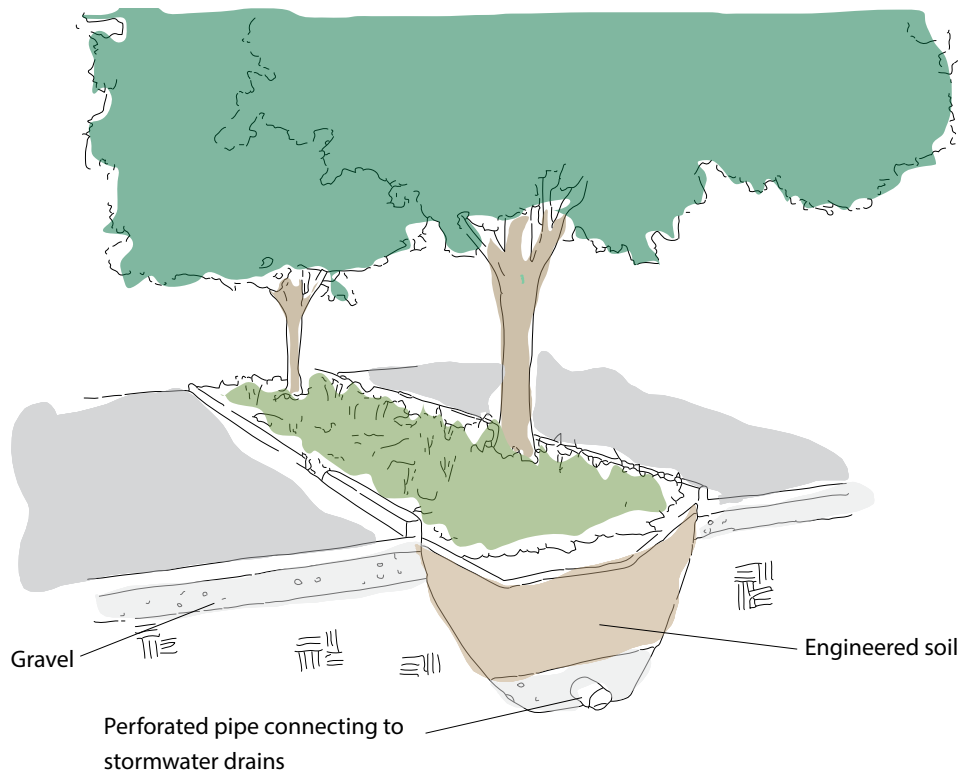 Gravel
Engineered soil
Perforated pipe connecting to
stormwater drains